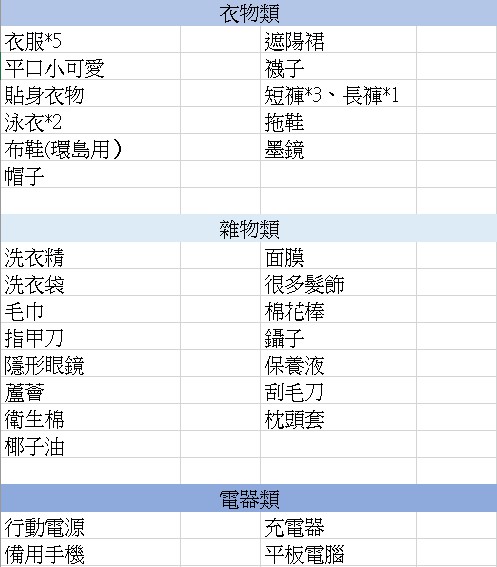 衣物類
衣服*5 遮陽裙
平口小可愛 襪子
貼身衣物 短褲*3、長褲*1
泳衣*2 拖鞋
布鞋(環島用） 墨鏡
帽子
雜物類
洗衣精 面膜
洗衣袋 很多髮飾
毛巾 棉花棒
指甲刀 鑷子
隱形眼鏡 保養液
蘆薈 刮毛刀
衛生棉 枕頭套
椰子油
電器類
行動電源 充電器
備用手機 平板電腦